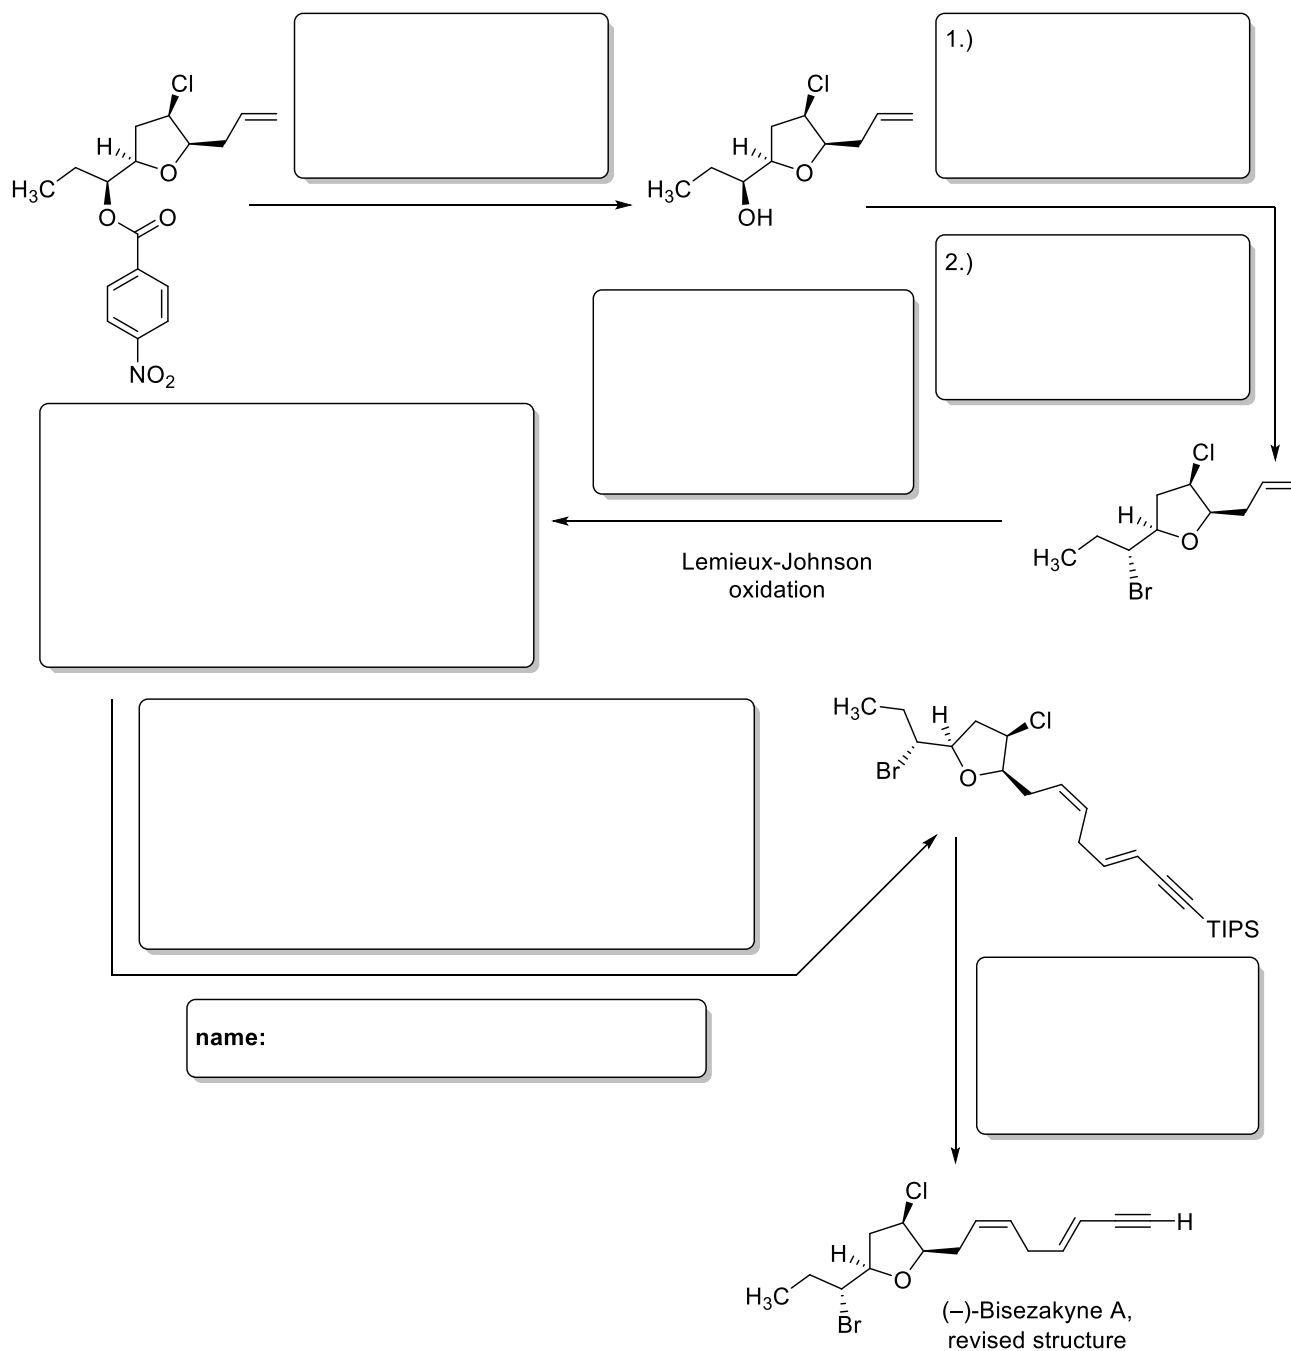 Cl
H
O
H₃C
O
O
NO₂
Cl
H
O
H₃C
OH
1.)
2.)
Lemieux-Johnson
oxidation
Cl
H
O
H₃C
Br
H₃C
H
Cl
Br
O
TIPS
name:
Cl
H
H
O
H₃C
Br
(–)-Bisezakyne A,
revised structure